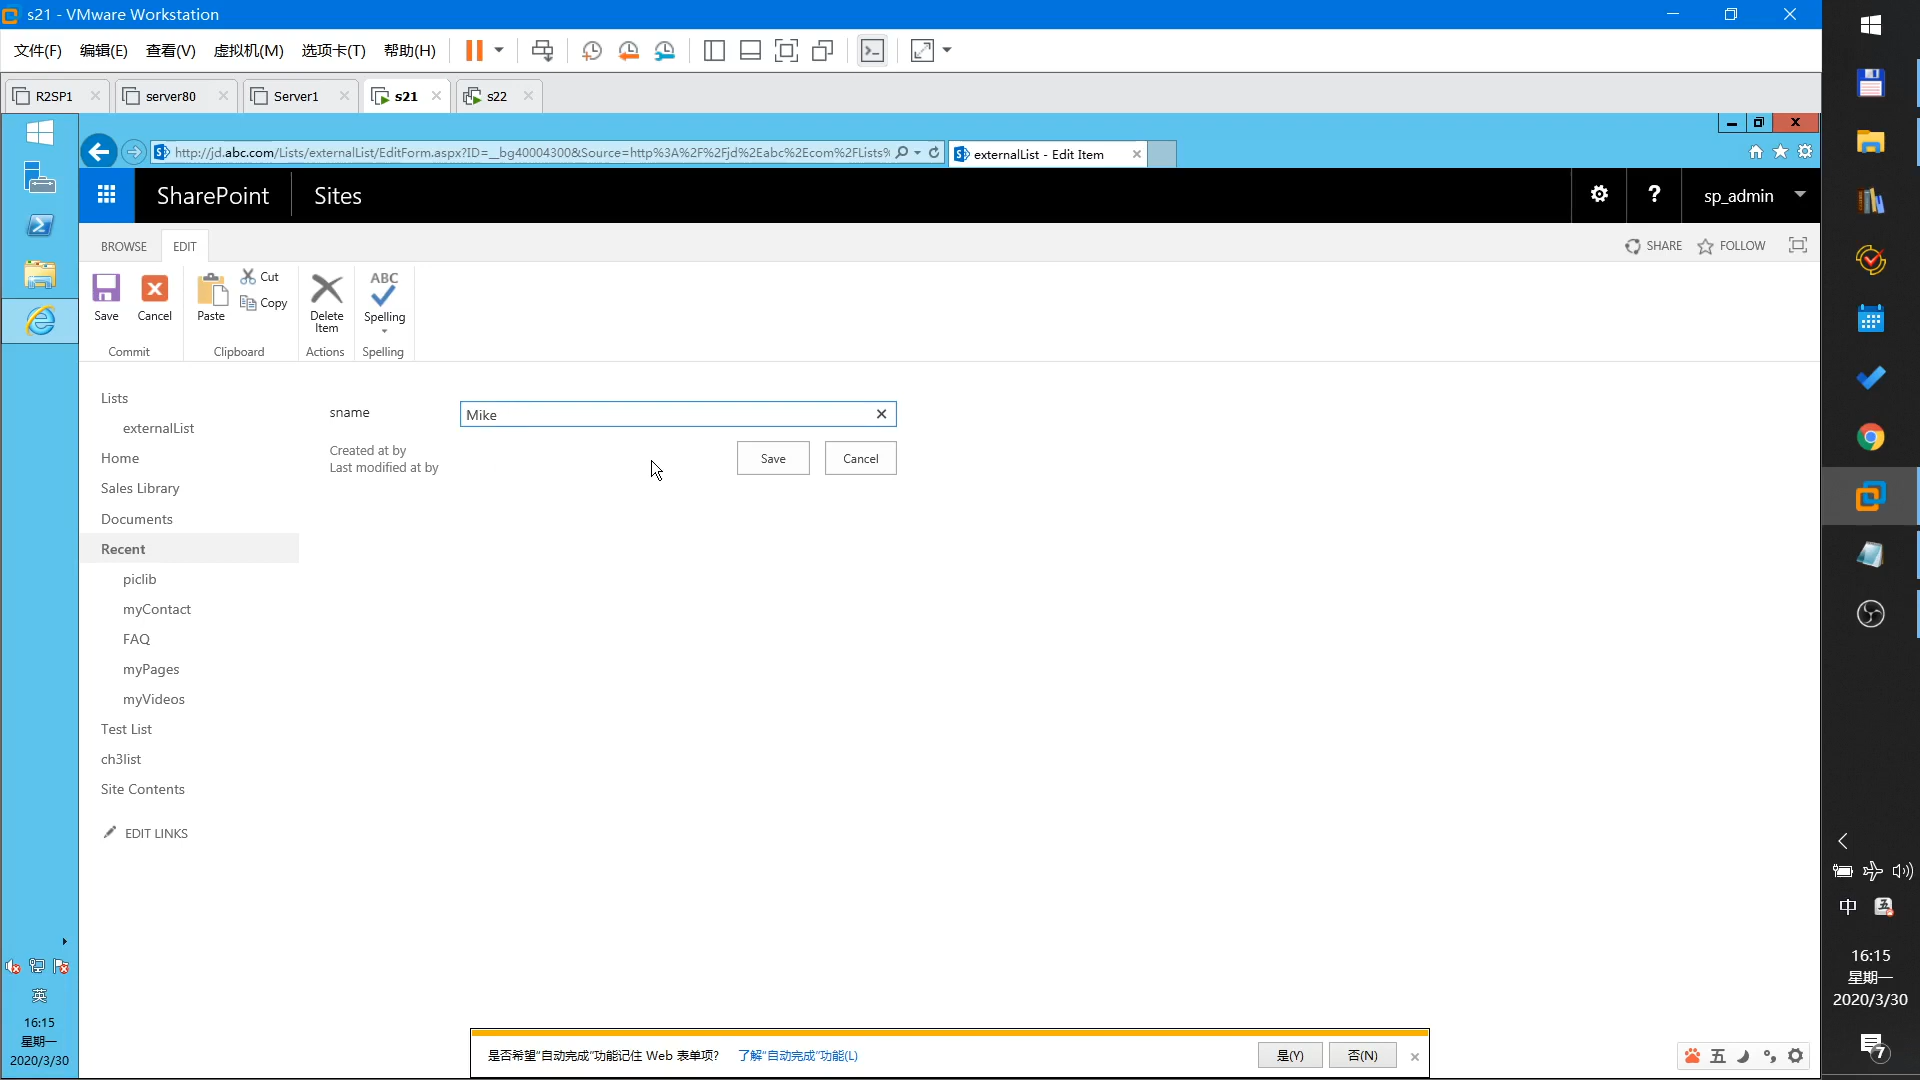 s21 - VMware Workstation
文件(F) 编辑(E) 查看(V) 虚拟机(M) 选项卡(T) 帮助(H)
R2SP1 server80 Server1 s21 s22
http://jd.abc.com/Lists/externalList/EditForm.aspx?ID=__bg40004300&Source=http%3A%2F%2Fjd%2Eabc%2Ecom%2FLists%
externalList - Edit Item
SharePoint Sites sp_admin
BROWSE EDIT SHARE FOLLOW
Save Cancel Paste Cut Copy Delete Item ABC Spelling
Commit Clipboard Actions Spelling
Lists
externalList
Home
Sales Library
Documents
Recent
piclib
myContact
FAQ
myPages
myVideos
Test List
ch3list
Site Contents
EDIT LINKS
sname Mike
Created at by
Last modified at by
Save Cancel
是否希望“自动完成”功能记住 Web 表单项? 了解“自动完成”功能(L) 是(Y) 否(N)
英
16:15
星期一
2020/3/30
五
中 五
16:15
星期一
2020/3/30
7